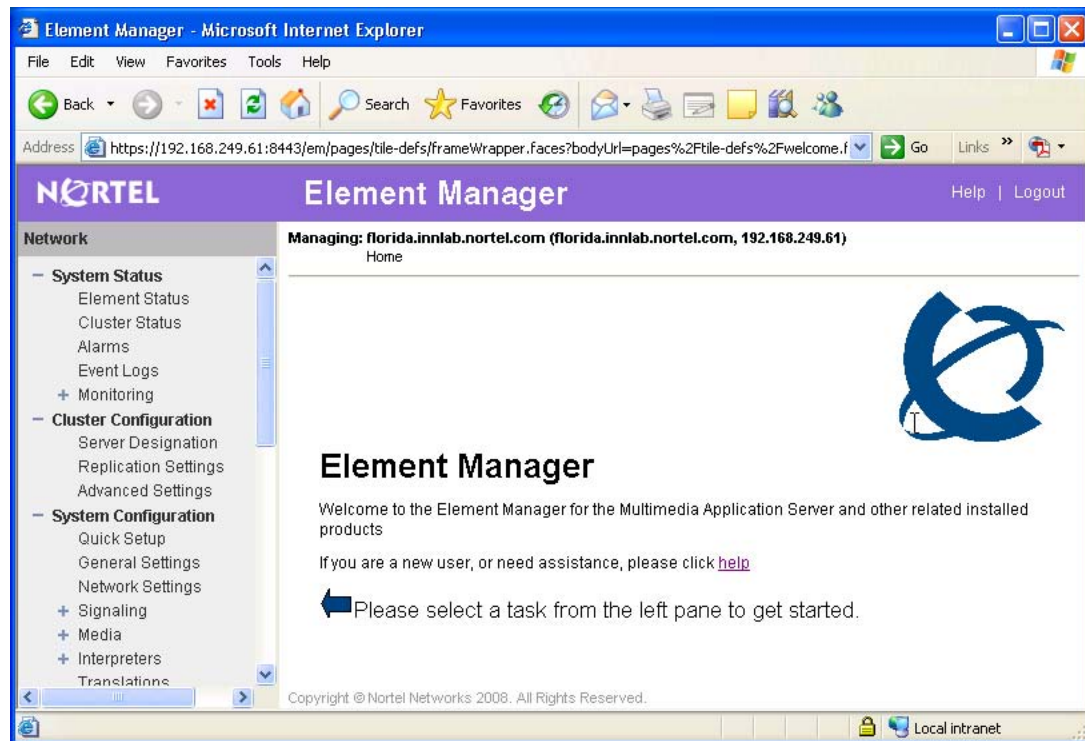 Element Manager - Microsoft Internet Explorer
File Edit View Favorites Tools Help
Back Search Favorites
Address https://192.168.249.61:8443/em/pages/tile-defs/frameWrapper.faces?bodyUrl=pages%2Ftile-defs%2Fwelcome.f Go Links »
NORTEL Element Manager Help | Logout
Network
Managing: florida.innlab.nortel.com (florida.innlab.nortel.com, 192.168.249.61)
Home
− System Status
Element Status
Cluster Status
Alarms
Event Logs
+ Monitoring
− Cluster Configuration
Server Designation
Replication Settings
Advanced Settings
− System Configuration
Quick Setup
General Settings
Network Settings
+ Signaling
+ Media
+ Interpreters
Translations
Element Manager
Welcome to the Element Manager for the Multimedia Application Server and other related installed
products
If you are a new user, or need assistance, please click help
Please select a task from the left pane to get started.
Copyright © Nortel Networks 2008. All Rights Reserved.
Local intranet